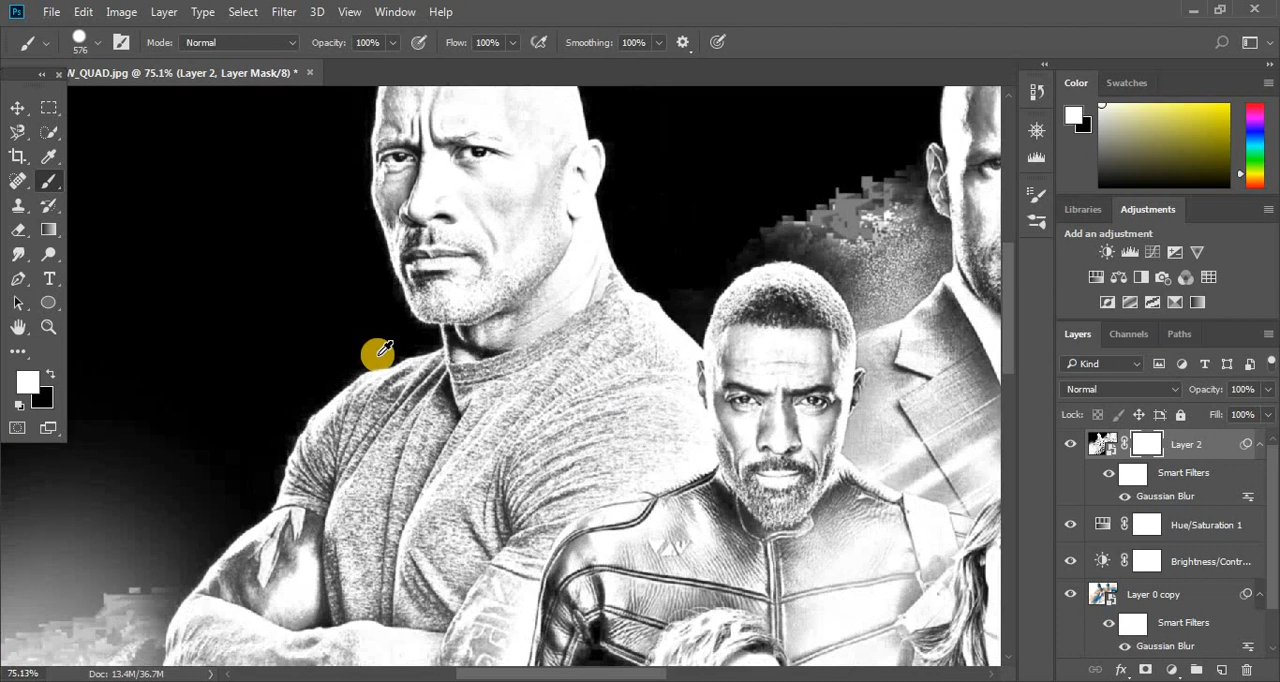 Ps File Edit Image Layer Type Select Filter 3D View Window Help
576 Mode: Normal Opacity: 100% Flow: 100% Smoothing: 100%
W_QUAD.jpg @ 75.1% (Layer 2, Layer Mask/8) * ×
Color Swatches
Libraries Adjustments
Add an adjustment
Layers Channels Paths
Kind
Normal Opacity: 100%
Lock: Fill: 100%
Layer 2
Smart Filters
Gaussian Blur
Hue/Saturation 1
Brightness/Contr...
Layer 0 copy
Smart Filters
Gaussian Blur
75.13% Doc: 13.4M/36.7M